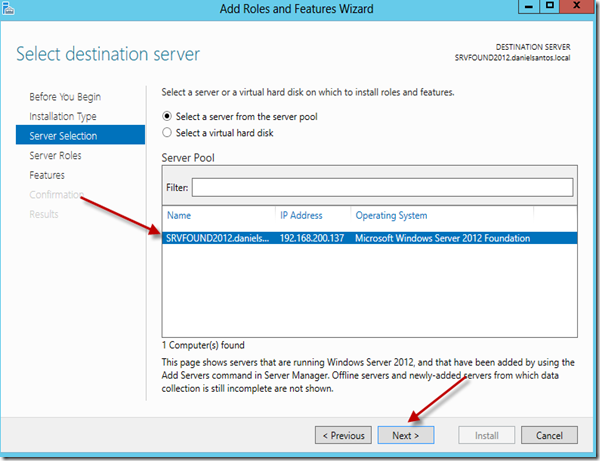 Add Roles and Features Wizard
Select destination server
DESTINATION SERVER
SRVFOUND2012.danielsantos.local
Before You Begin
Installation Type
Server Selection
Server Roles
Features
Confirmation
Results
Select a server or a virtual hard disk on which to install roles and features.
Select a server from the server pool
Select a virtual hard disk
Server Pool
Filter:
Name IP Address Operating System
SRVFOUND2012.daniels... 192.168.200.137 Microsoft Windows Server 2012 Foundation
1 Computer(s) found
This page shows servers that are running Windows Server 2012, and that have been added by using the
Add Servers command in Server Manager. Offline servers and newly-added servers from which data
collection is still incomplete are not shown.
< Previous Next > Install Cancel